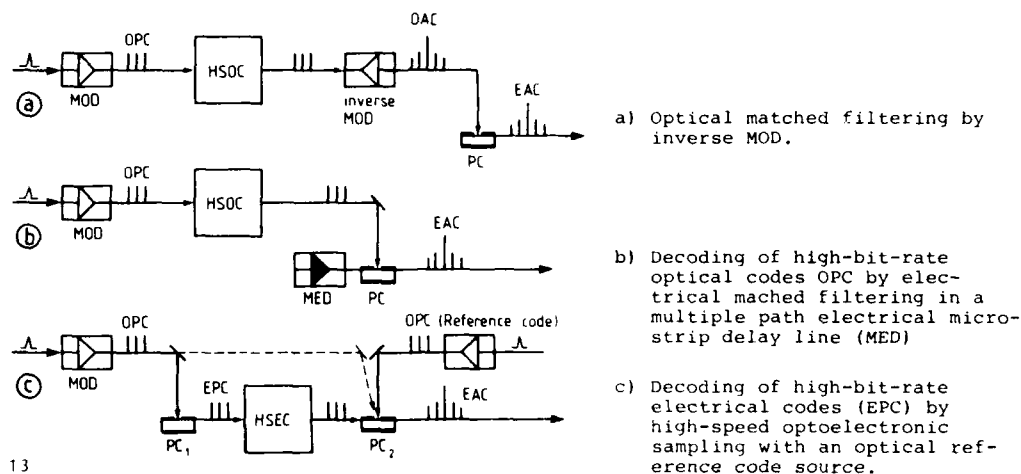 OAC
OPC
HSOC
EAC
MOD
inverse
MOD
a
PC
a) Optical matched filtering by
inverse MOD.
OPC
HSOC
EAC
b
MOD
MED
PC
b) Decoding of high-bit-rate
optical codes OPC by elec-
trical mached filtering in a
multiple path electrical micro-
strip delay line (MED)
OPC
OPC (Reference code)
MOD
c
EPC
HSEC
EAC
PC1
PC2
c) Decoding of high-bit-rate
electrical codes (EPC) by
high-speed optoelectronic
sampling with an optical ref-
erence code source.
13